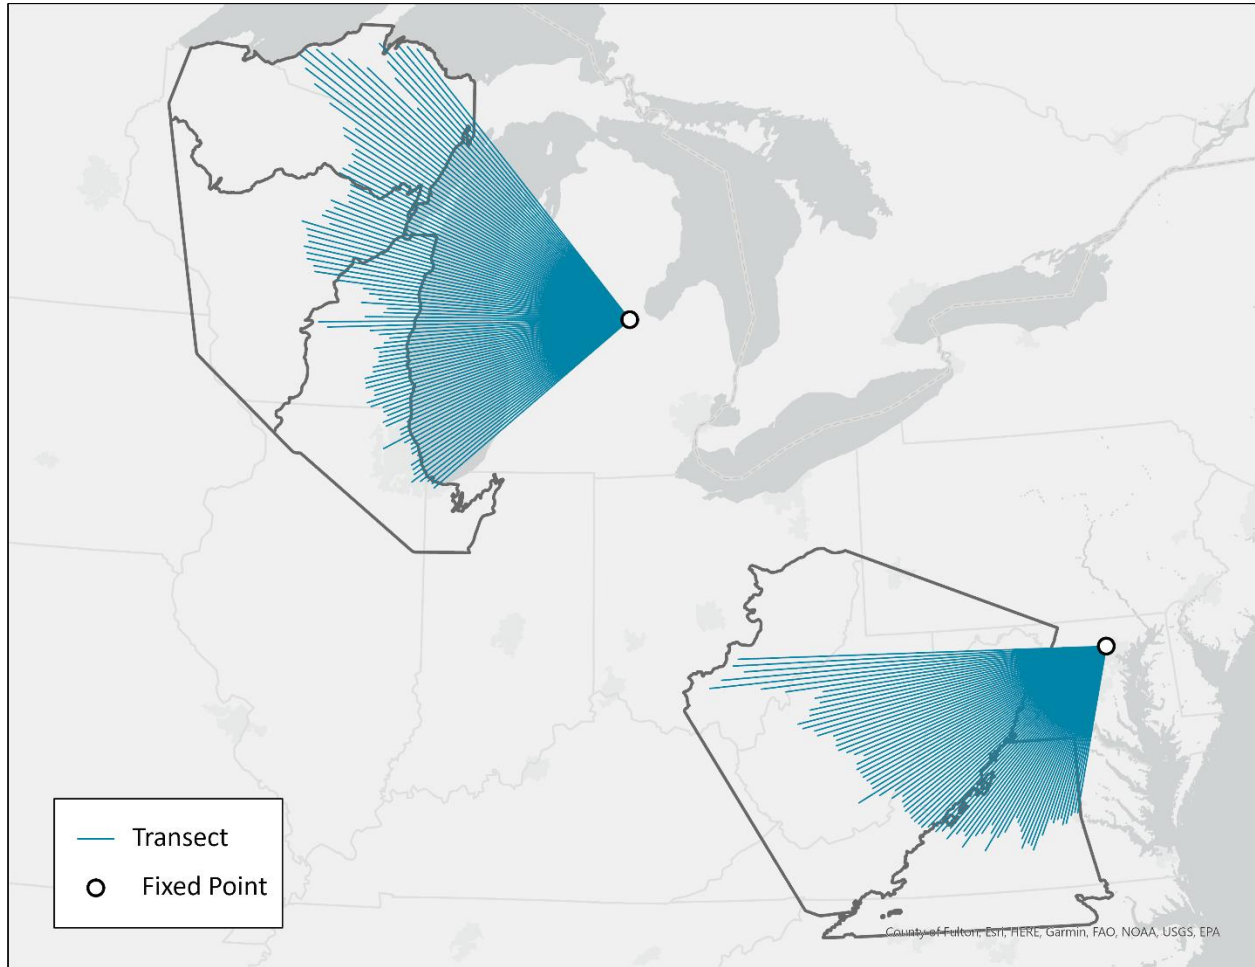 Transect
Fixed Point
County of Fulton, Esri, HERE, Garmin, FAO, NOAA, USGS, EPA